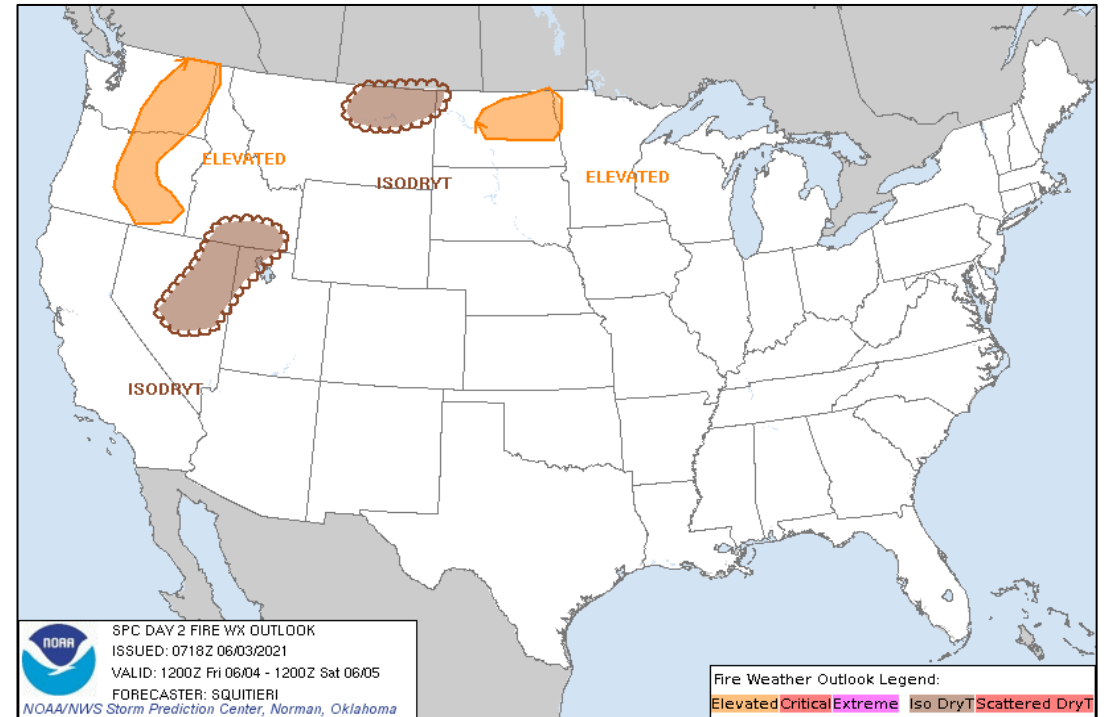 ELEVATED
ISODRYT
ELEVATED
ISODRYT
NOAA
SPC DAY 2 FIRE WX OUTLOOK
ISSUED: 0718Z 06/03/2021
VALID: 1200Z Fri 06/04 - 1200Z Sat 06/05
FORECASTER: SQUITIERI
NOAA/NWS Storm Prediction Center, Norman, Oklahoma
Fire Weather Outlook Legend:
Elevated Critical Extreme Iso DryT Scattered DryT